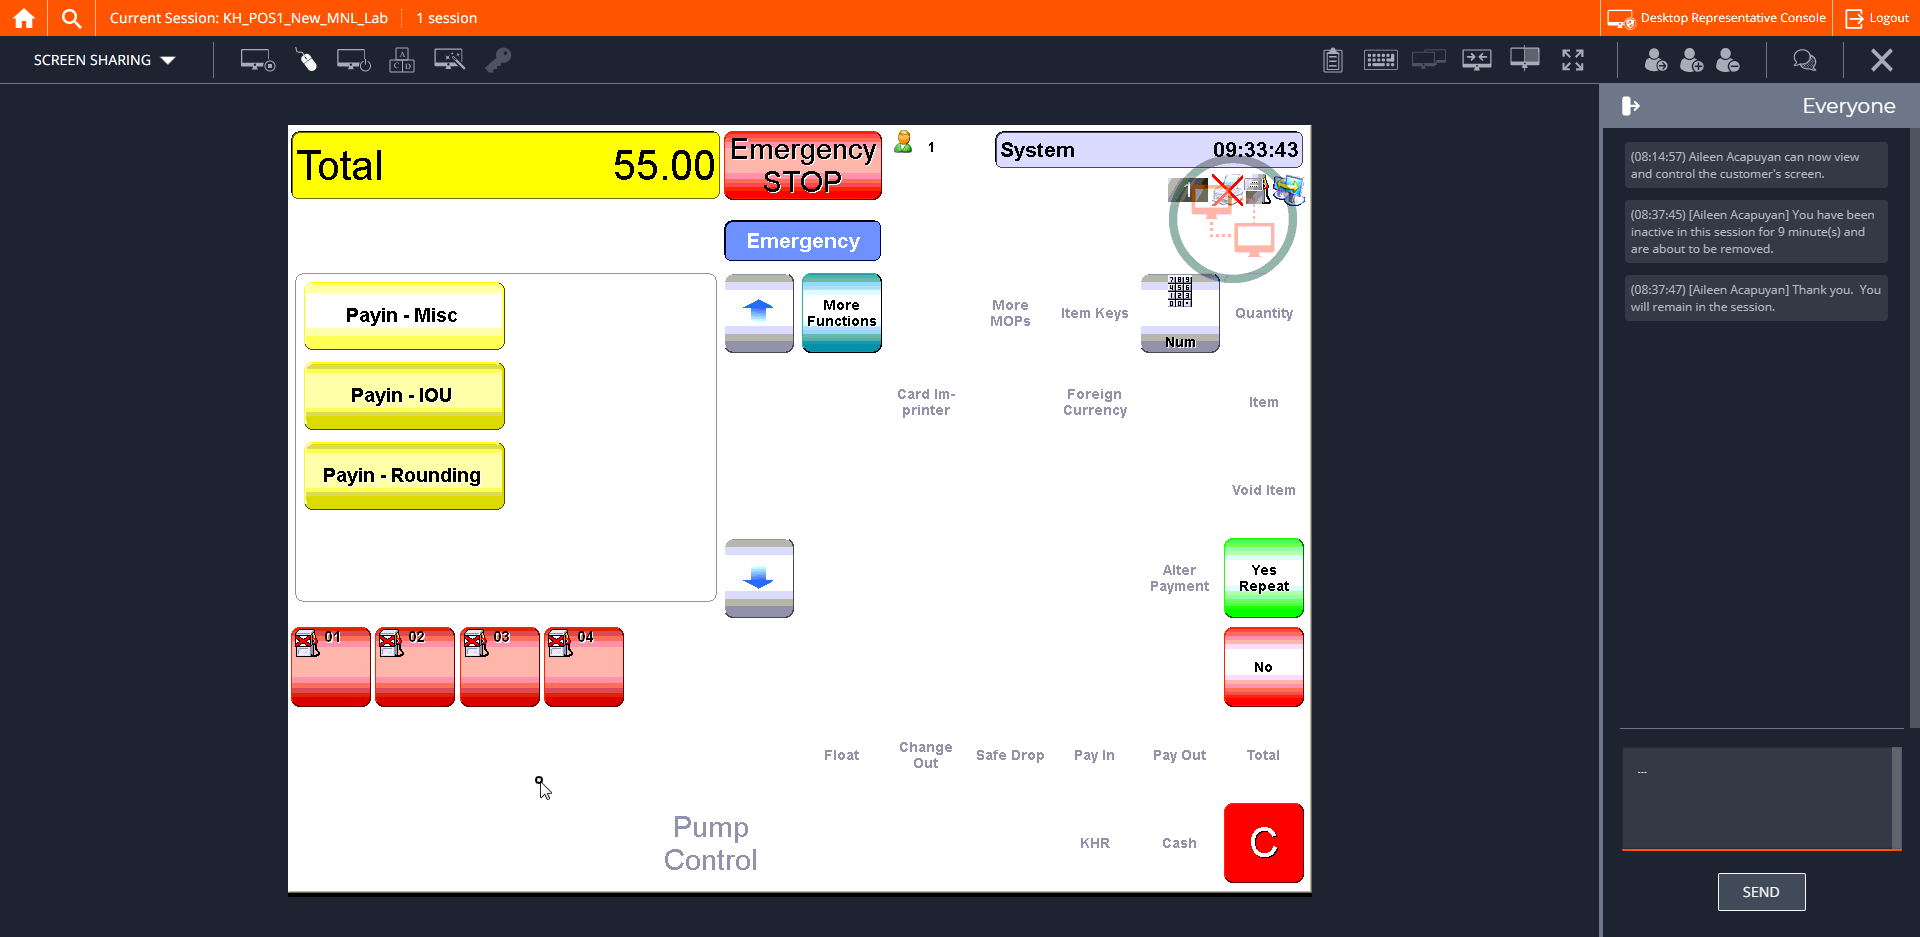 Current Session: KH_POS1_New_MNL_Lab
1 session
Desktop Representative Console
Logout
SCREEN SHARING
Everyone
(08:14:57) Aileen Acapuyan can now view
and control the customer's screen.
(08:37:45) [Aileen Acapuyan] You have been
inactive in this session for 9 minute(s) and
are about to be removed.
(08:37:47) [Aileen Acapuyan] Thank you.  You
will remain in the session.
...
SEND
Total 55.00
Emergency
STOP
1
System 09:33:43
1
Emergency
Payin - Misc
Payin - IOU
Payin - Rounding
More
Functions
More
MOPs
Item Keys
Num
Quantity
Card Im-
printer
Foreign
Currency
Item
Void Item
Alter
Payment
Yes
Repeat
No
01
02
03
04
Float
Change
Out
Safe Drop
Pay In
Pay Out
Total
Pump
Control
KHR
Cash
C